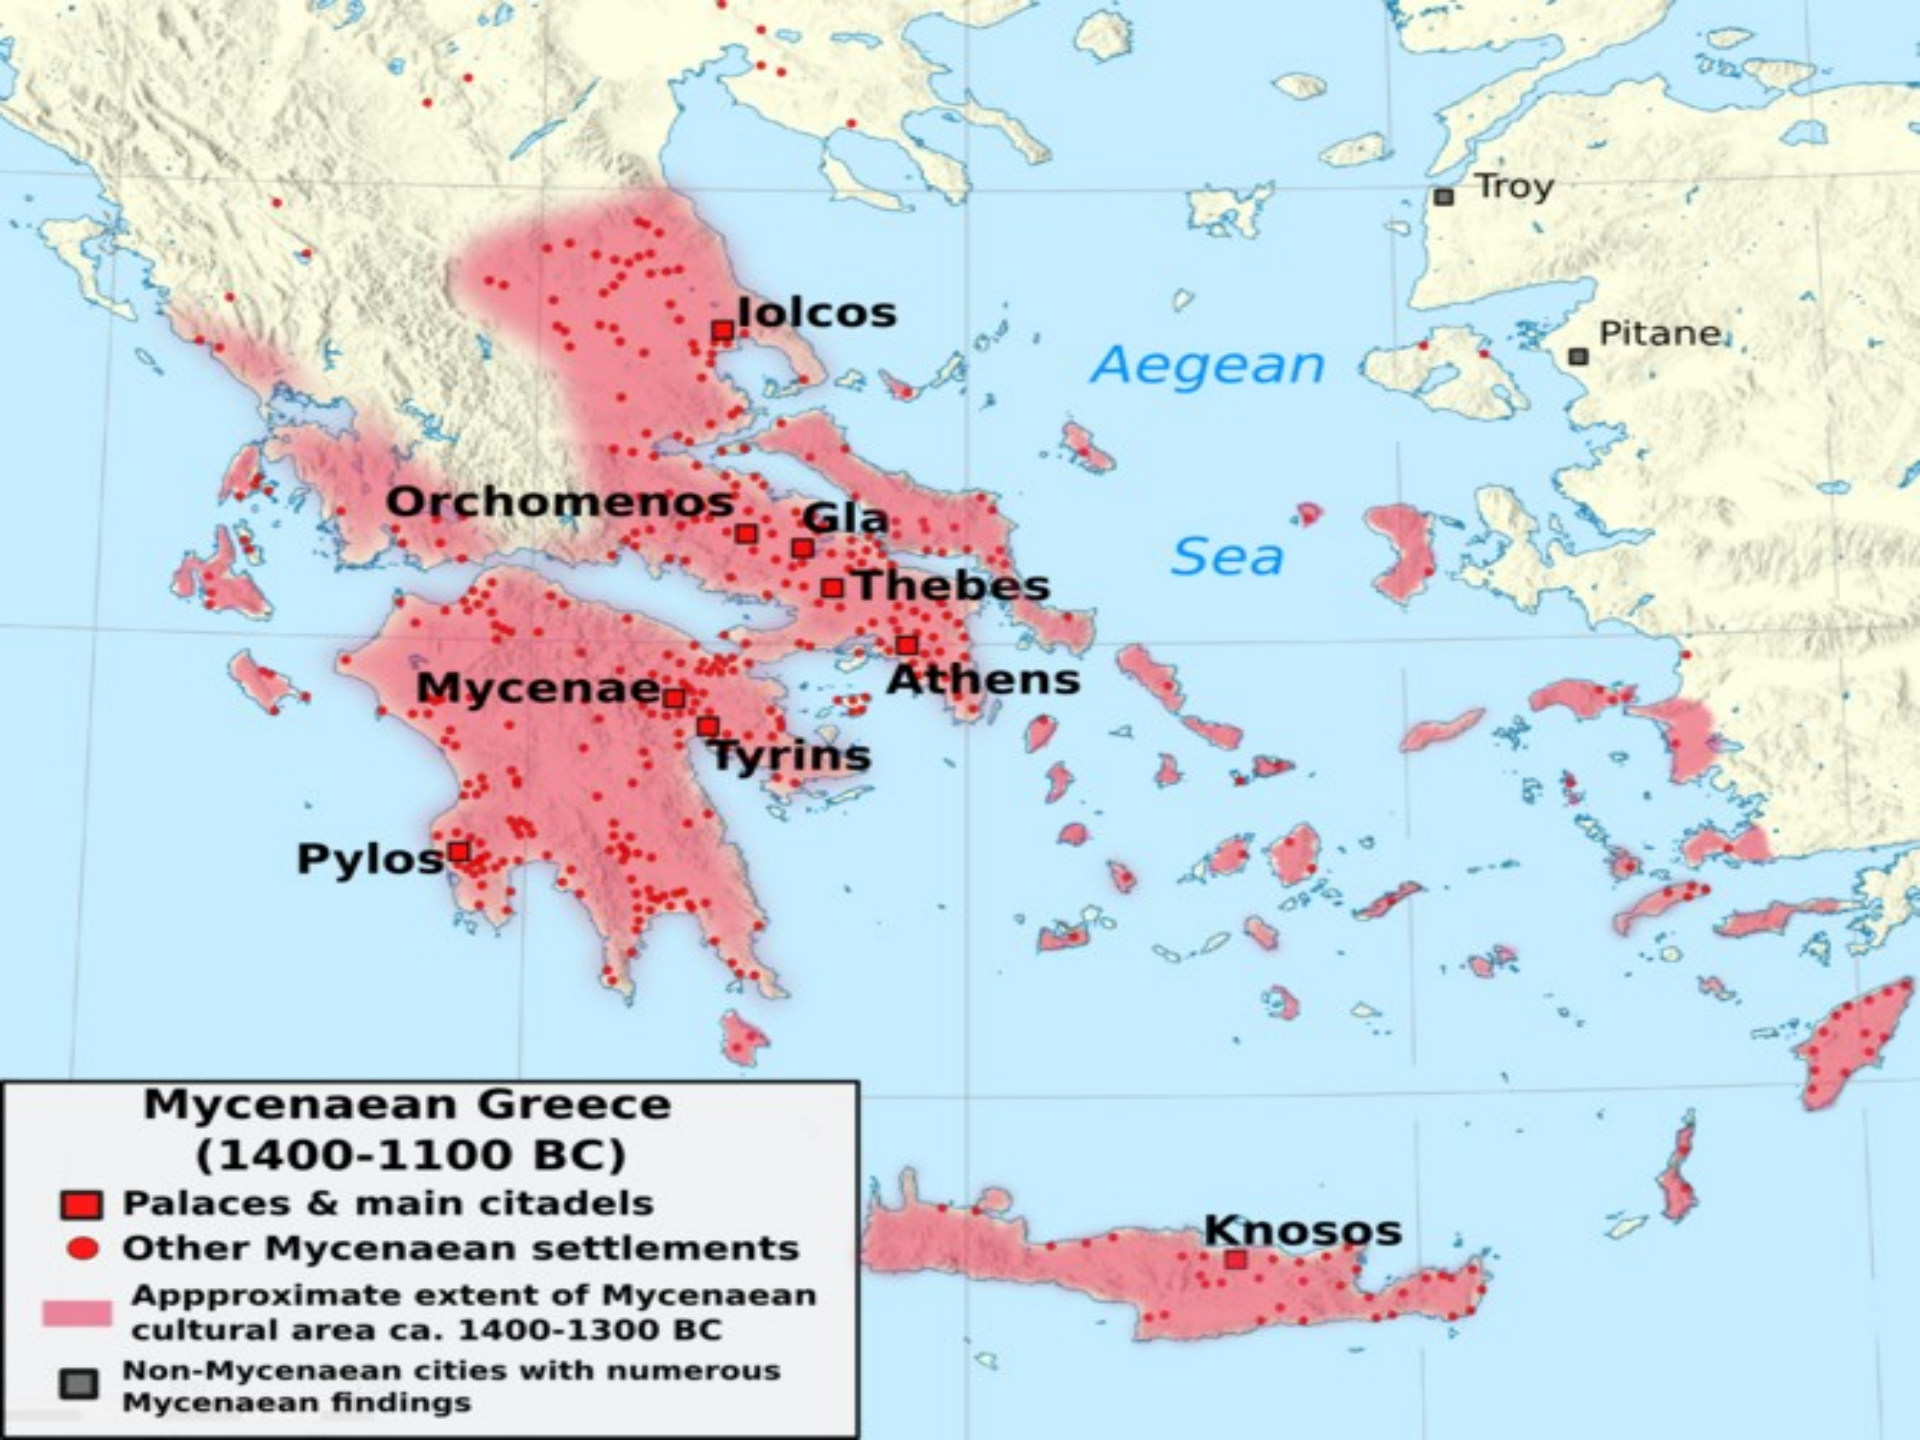 Troy
Iolcos
Pitane
Aegean
Orchomenos
Gla
Sea
Thebes
Athens
Mycenae
Tyrins
Pylos
Mycenaean Greece
(1400-1100 BC)
Palaces & main citadels
Other Mycenaean settlements
Appproximate extent of Mycenaean
cultural area ca. 1400-1300 BC
Non-Mycenaean cities with numerous
Mycenaean findings
Knosos